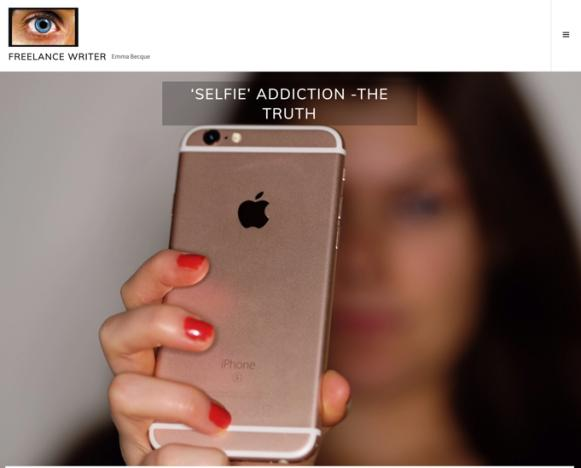 FREELANCE WRITER Emma Becque
‘SELFIE’ ADDICTION -THE
TRUTH
iPhone
S